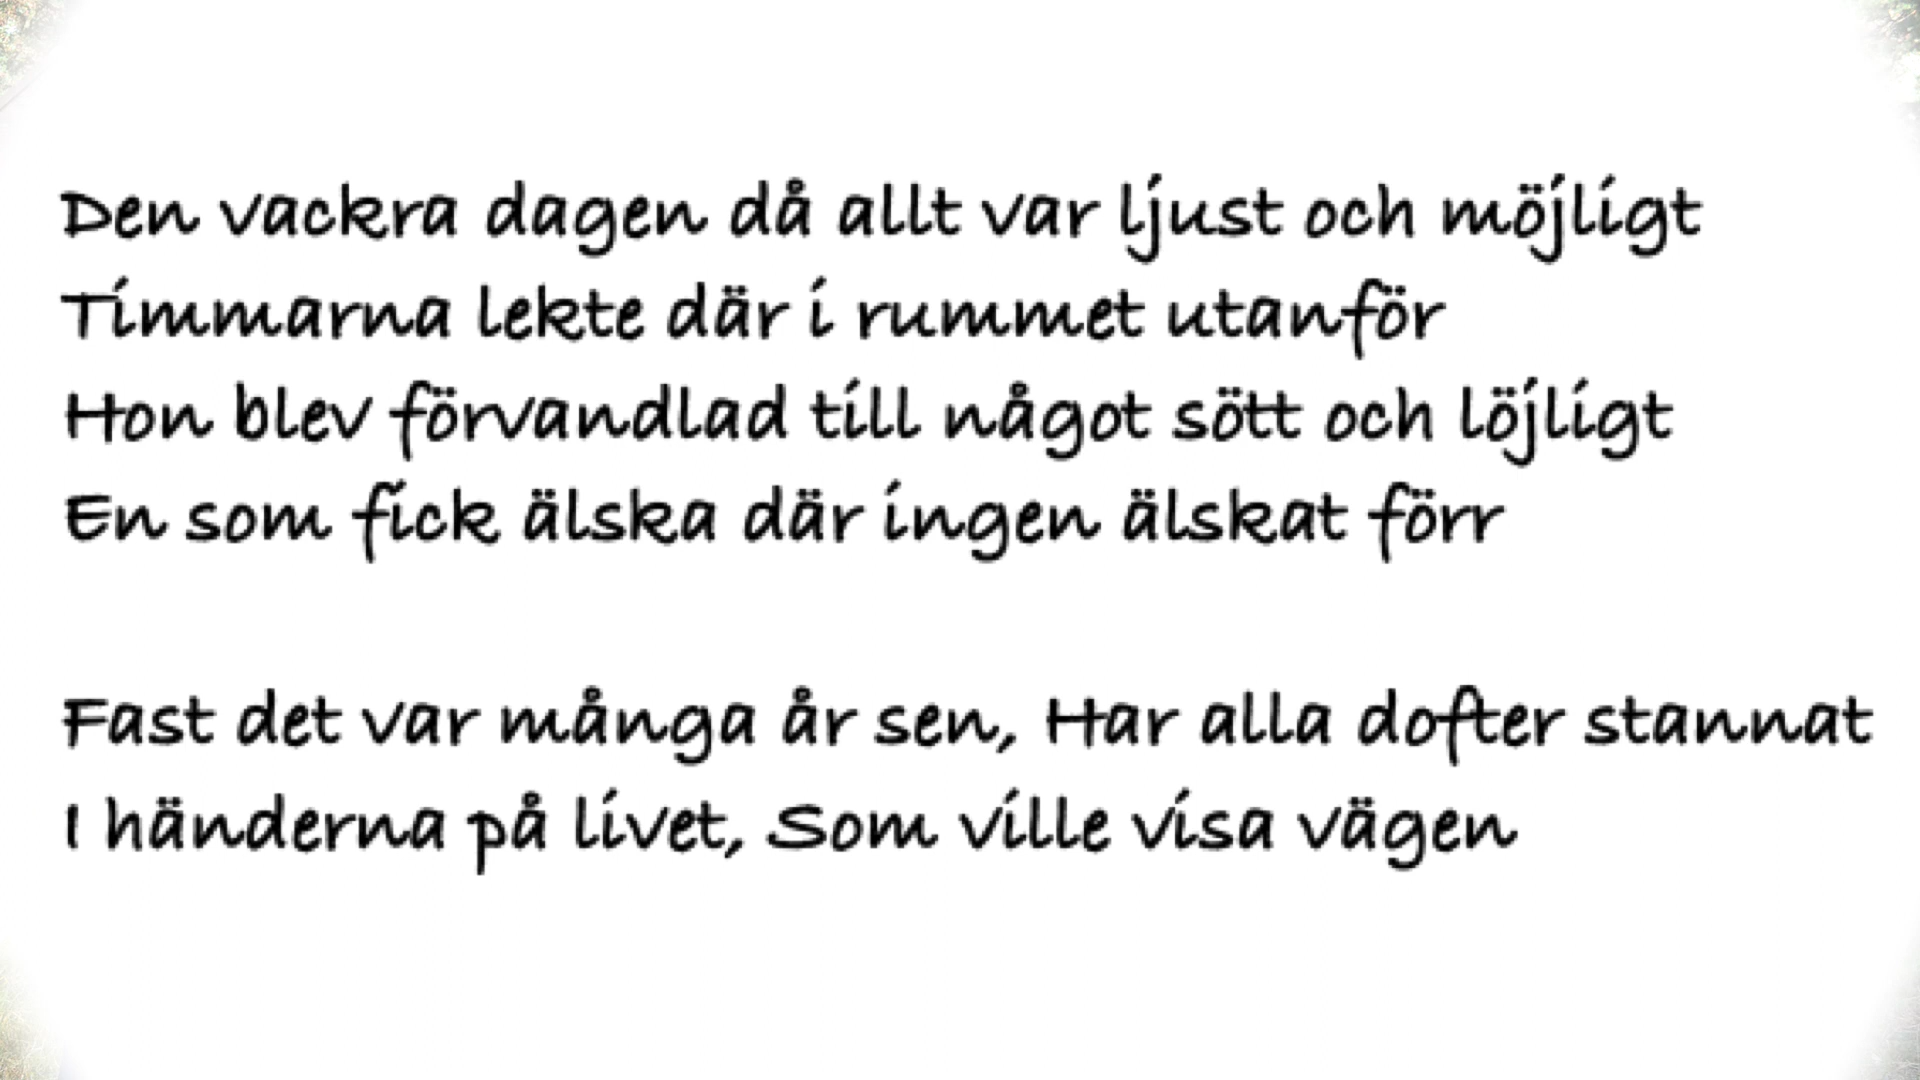 Den vackra dagen då allt var ljust och möjligt
Timmarna lekte där i rummet utanför
Hon blev förvandlad till något sött och löjligt
En som fick älska där ingen älskat förr
Fast det var många år sen, Har alla dofter stannat
I händerna på livet, Som ville visa vägen